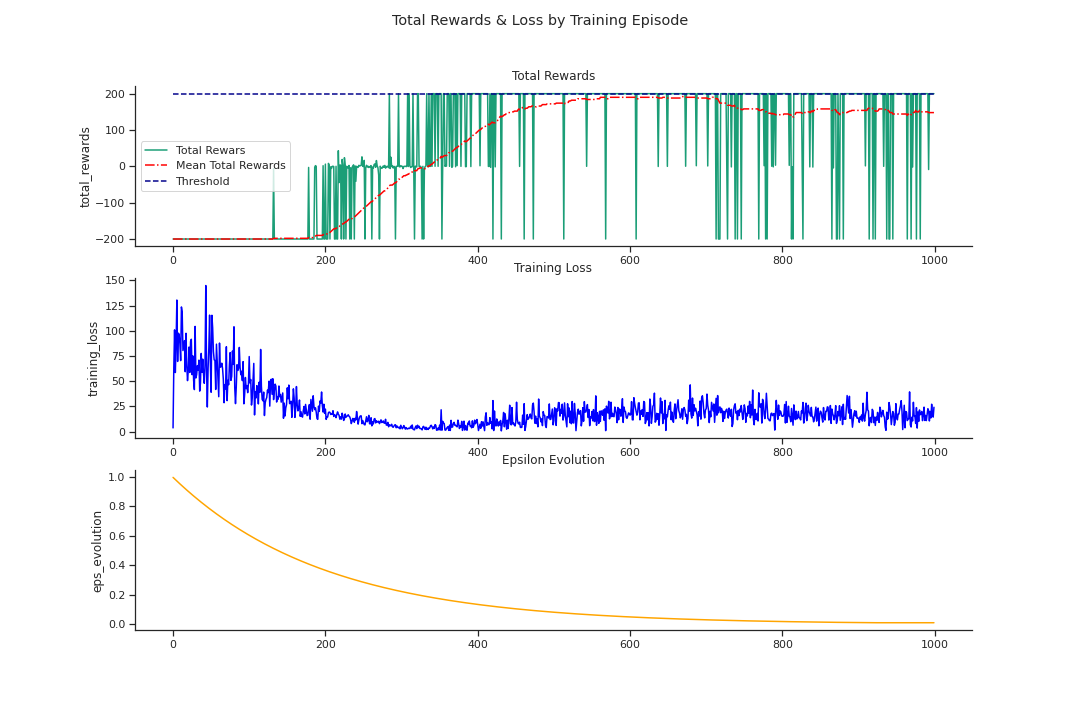 Total Rewards & Loss by Training Episode
Total Rewards
200
100
0
−100
−200
total_rewards
Total Rewars
Mean Total Rewards
Threshold
0 200 400 600 800 1000
Training Loss
150
125
100
75
50
25
0
training_loss
0 200 400 600 800 1000
Epsilon Evolution
1.0
0.8
0.6
0.4
0.2
0.0
eps_evolution
0 200 400 600 800 1000